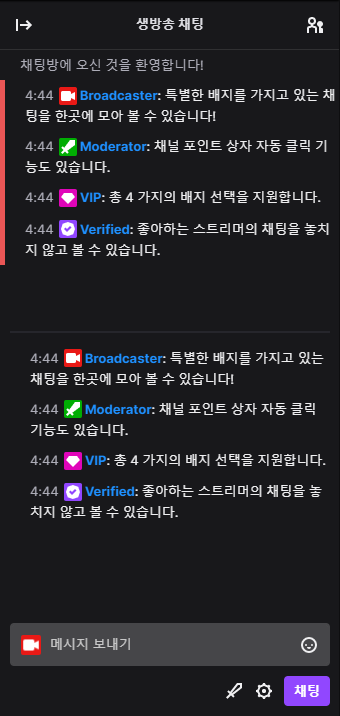 생방송 채팅
채팅방에 오신 것을 환영합니다!
4:44 Broadcaster: 특별한 배지를 가지고 있는 채
팅을 한곳에 모아 볼 수 있습니다!
4:44 Moderator: 채널 포인트 상자 자동 클릭 기
능도 있습니다.
4:44 VIP: 총 4 가지의 배지 선택을 지원합니다.
4:44 Verified: 좋아하는 스트리머의 채팅을 놓치
지 않고 볼 수 있습니다.
4:44 Broadcaster: 특별한 배지를 가지고 있는
채팅을 한곳에 모아 볼 수 있습니다!
4:44 Moderator: 채널 포인트 상자 자동 클릭
기능도 있습니다.
4:44 VIP: 총 4 가지의 배지 선택을 지원합니다.
4:44 Verified: 좋아하는 스트리머의 채팅을 놓
치지 않고 볼 수 있습니다.
메시지 보내기
채팅